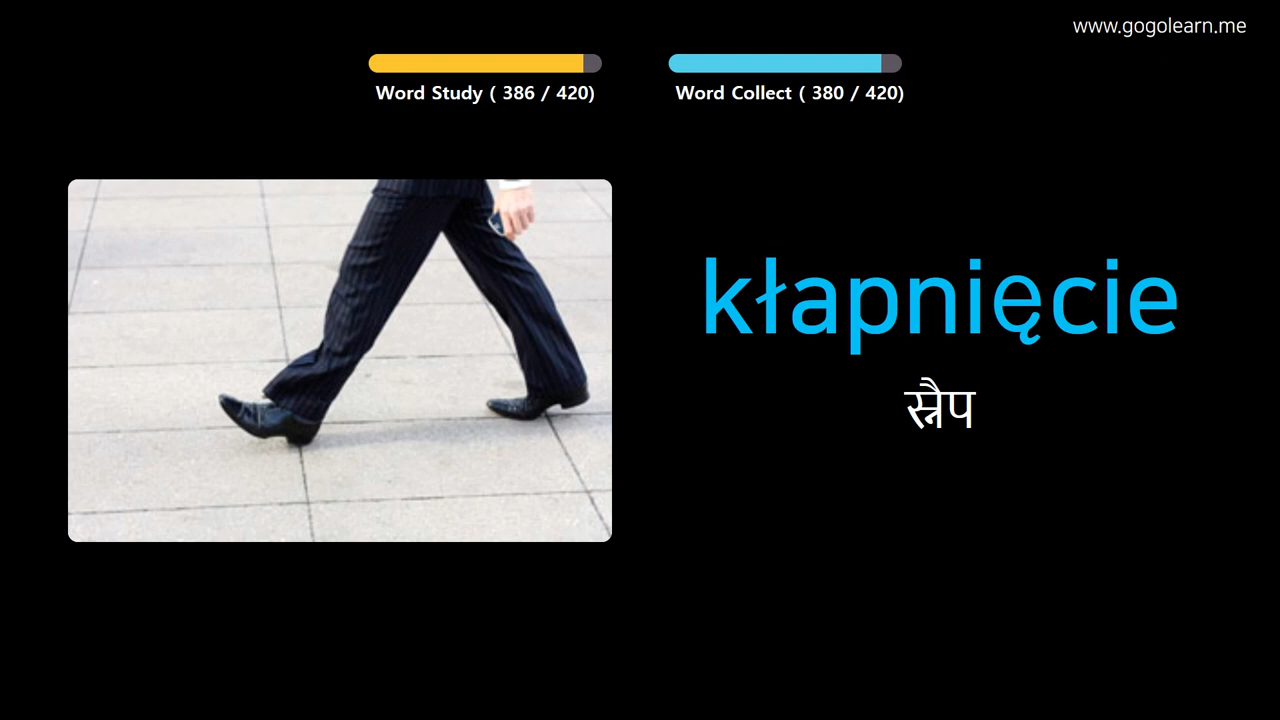 www.gogolearn.me
Word Study ( 386 / 420)
Word Collect ( 380 / 420)
kłapnięcie
स्नैप